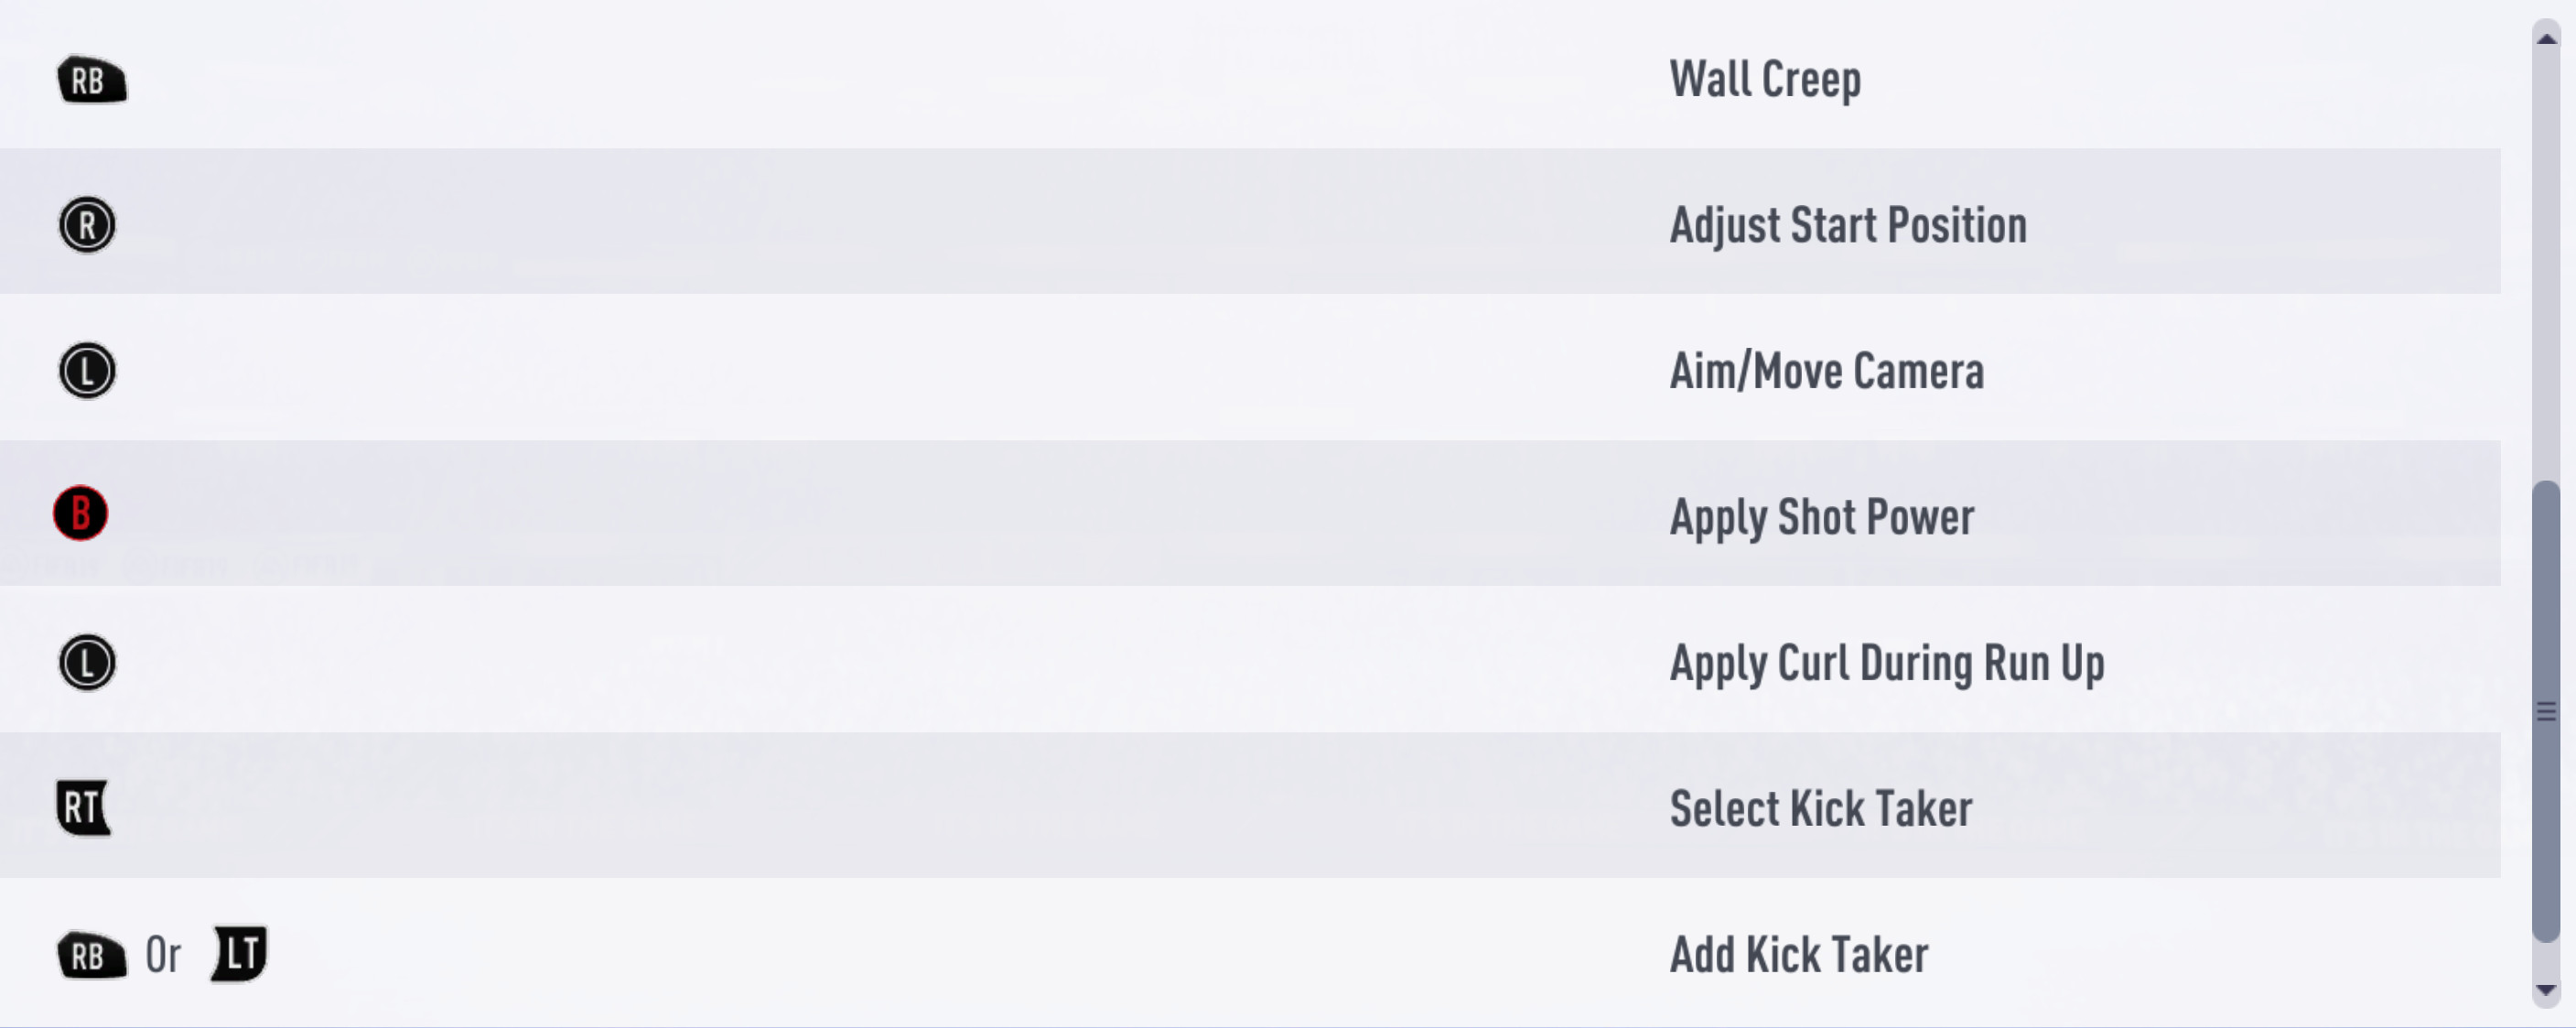 RB Wall Creep
R Adjust Start Position
L Aim/Move Camera
B Apply Shot Power
L Apply Curl During Run Up
RT Select Kick Taker
RB Or LT Add Kick Taker